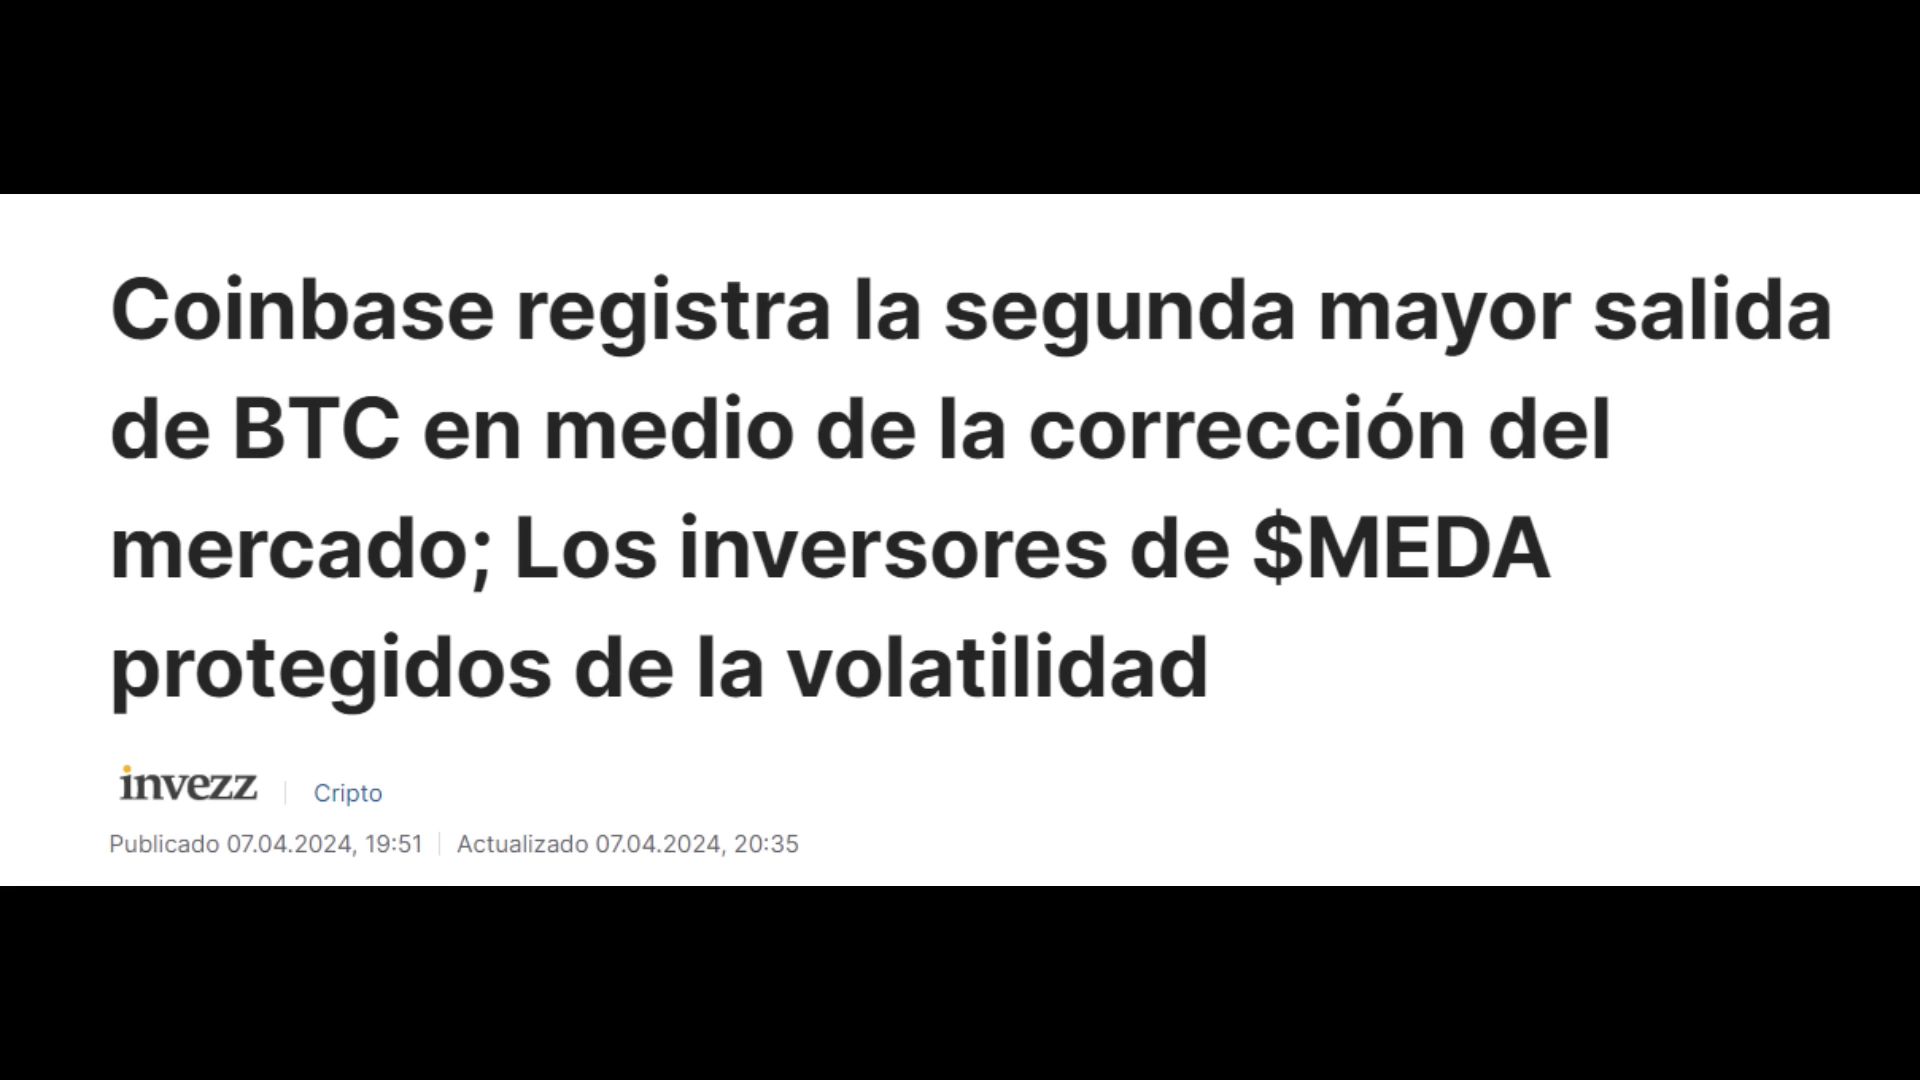 Coinbase registra la segunda mayor salida
de BTC en medio de la corrección del
mercado; Los inversores de $MEDA
protegidos de la volatilidad
invezz | Cripto
Publicado 07.04.2024, 19:51 | Actualizado 07.04.2024, 20:35